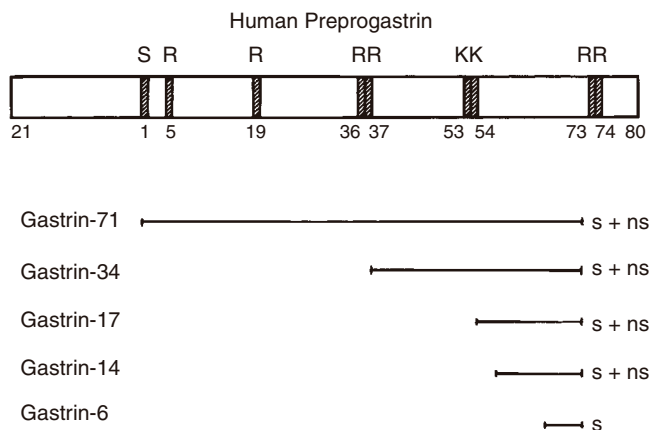 Human Preprogastrin
S R R RR KK RR
21 1 5 19 36 37 53 54 73 74 80
Gastrin-71 s + ns
Gastrin-34 s + ns
Gastrin-17 s + ns
Gastrin-14 s + ns
Gastrin-6 s